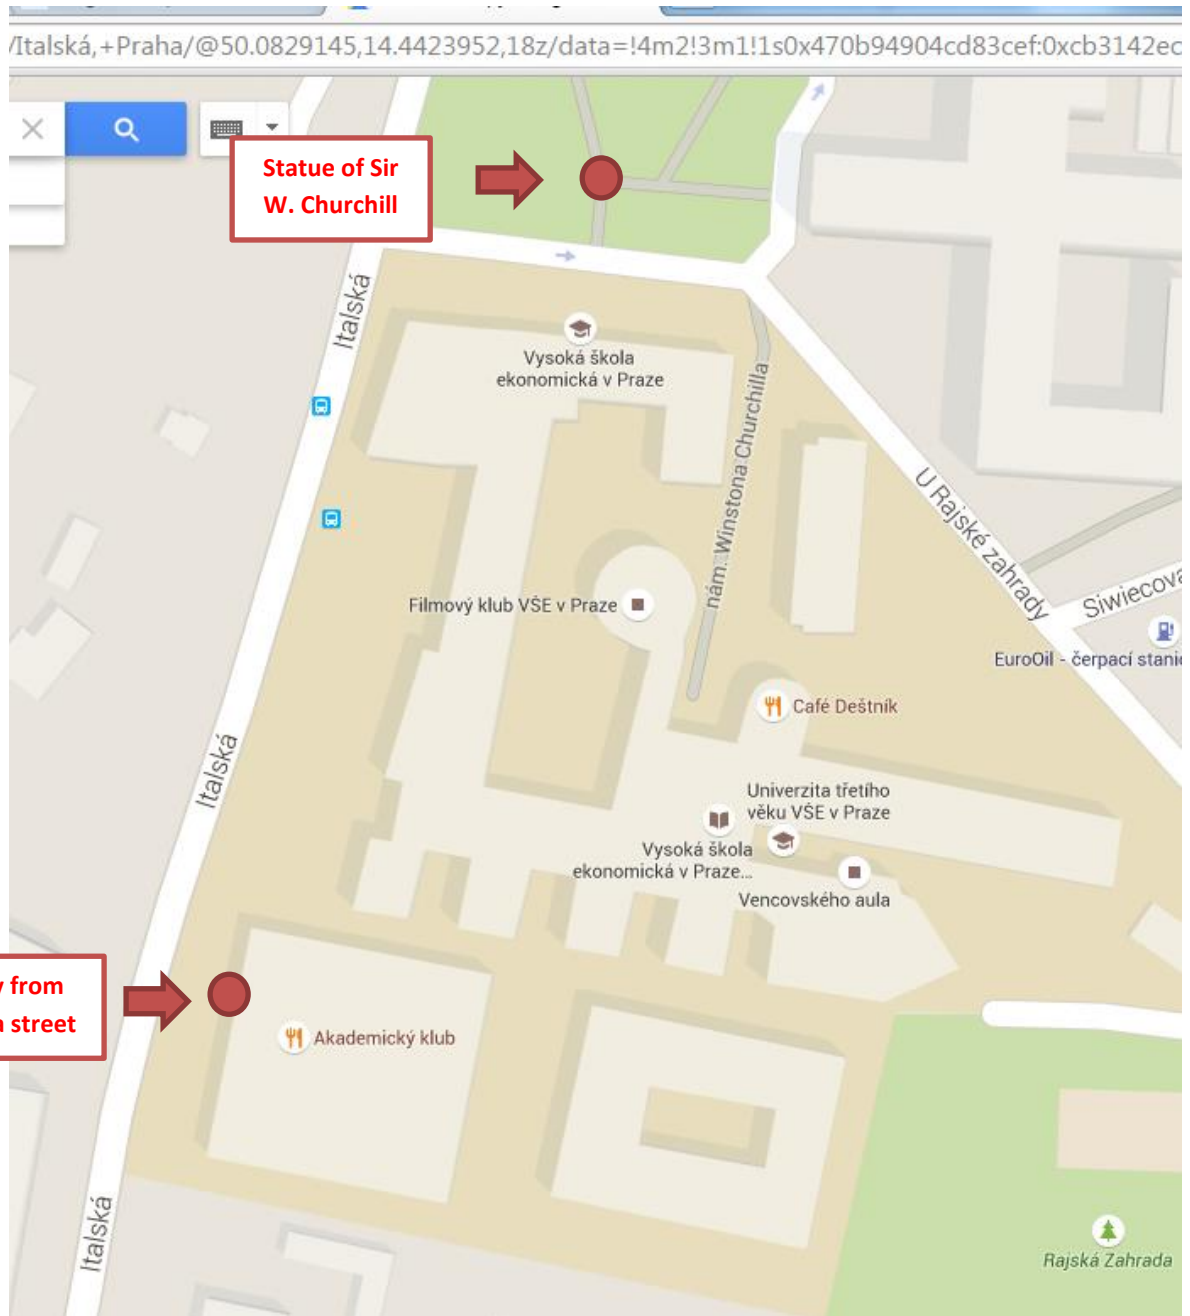 /Italská,+Praha/@50.0829145,14.4423952,18z/data=!4m2!3m1!1s0x470b94904cd83cef:0xcb3142ec
Statue of Sir
W. Churchill
Italská
Vysoká škola
ekonomická v Praze
nám. Winstona Churchilla
U Rajské zahrady
Siwiecova
Filmový klub VŠE v Praze
EuroOil - čerpací stanic
Café Deštník
Italská
Univerzita třetího
věku VŠE v Praze
Vysoká škola
ekonomická v Praze...
Vencovského aula
y from
a street
Akademický klub
Italská
Rajská Zahrada